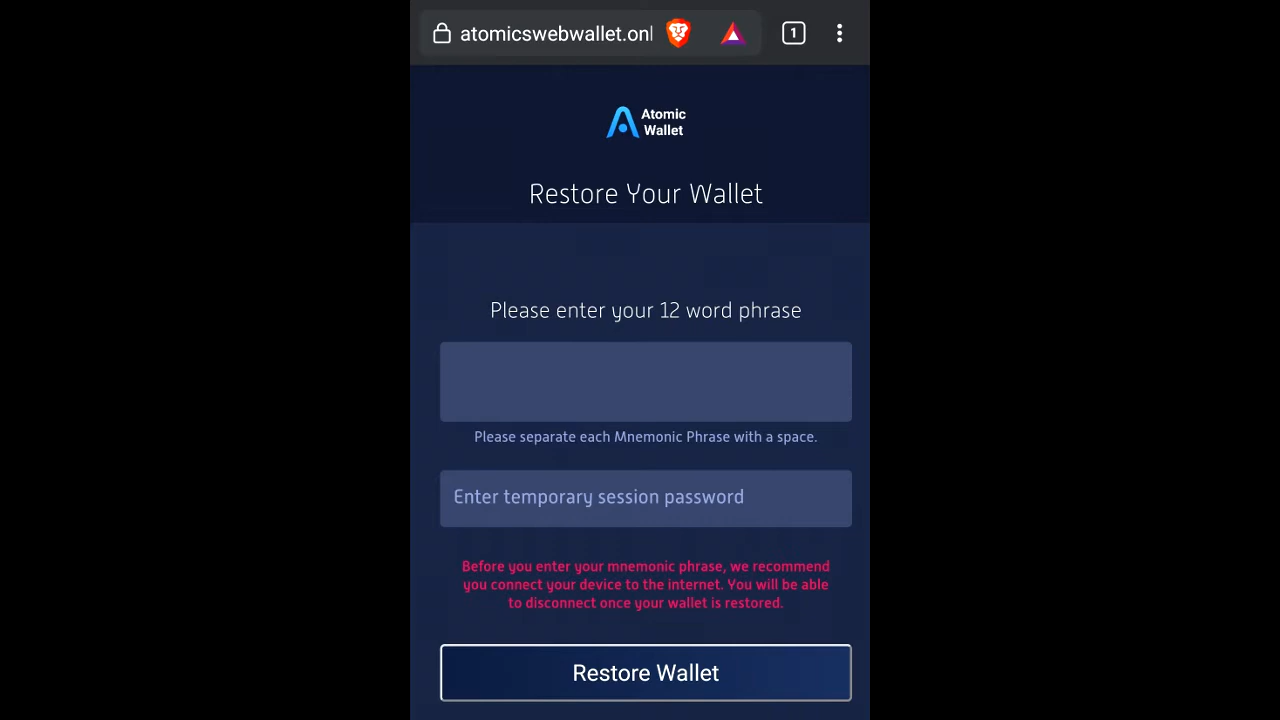 atomicswebwallet.onl
1
Atomic
Wallet
Restore Your Wallet
Please enter your 12 word phrase
Please separate each Mnemonic Phrase with a space.
Enter temporary session password
Before you enter your mnemonic phrase, we recommend
you connect your device to the internet. You will be able
to disconnect once your wallet is restored.
Restore Wallet